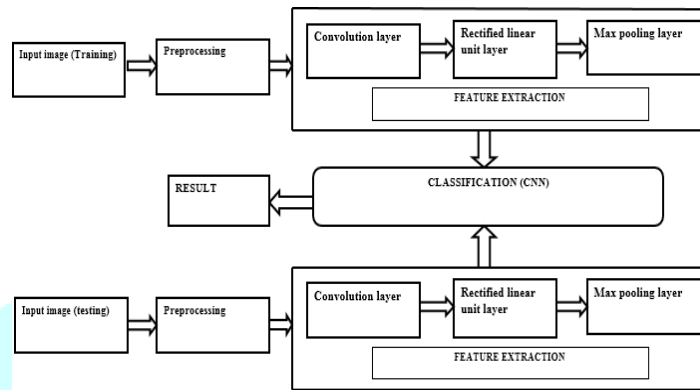 Input image (Training)
Preprocessing
Convolution layer
Rectified linear
unit layer
Max pooling layer
FEATURE EXTRACTION
RESULT
CLASSIFICATION (CNN)
Input image (testing)
Preprocessing
Convolution layer
Rectified linear
unit layer
Max pooling layer
FEATURE EXTRACTION